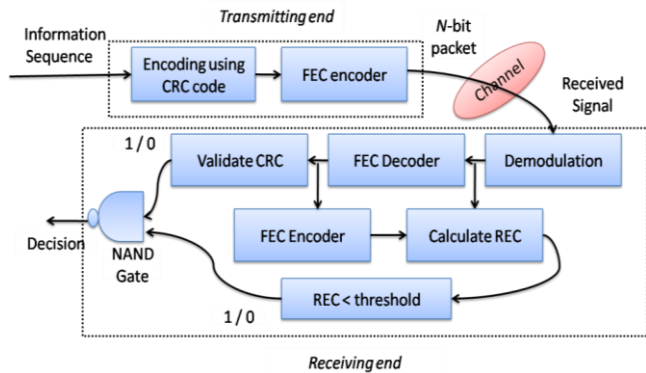 Transmitting end
Information
Sequence
Encoding using
CRC code
FEC encoder
N-bit
packet
Channel
Received
Signal
1 / 0
Validate CRC
FEC Decoder
Demodulation
FEC Encoder
Calculate REC
Decision
NAND
Gate
REC < threshold
1 / 0
Receiving end